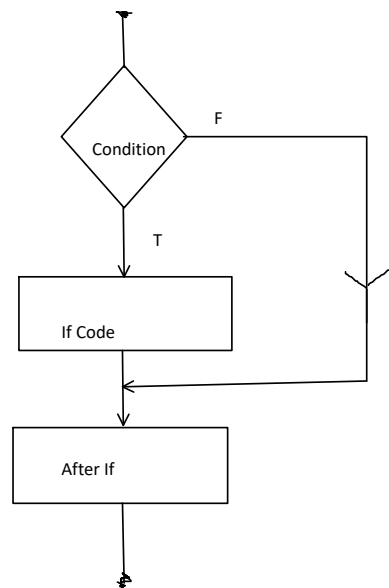 F
Condition
T
If Code
After If